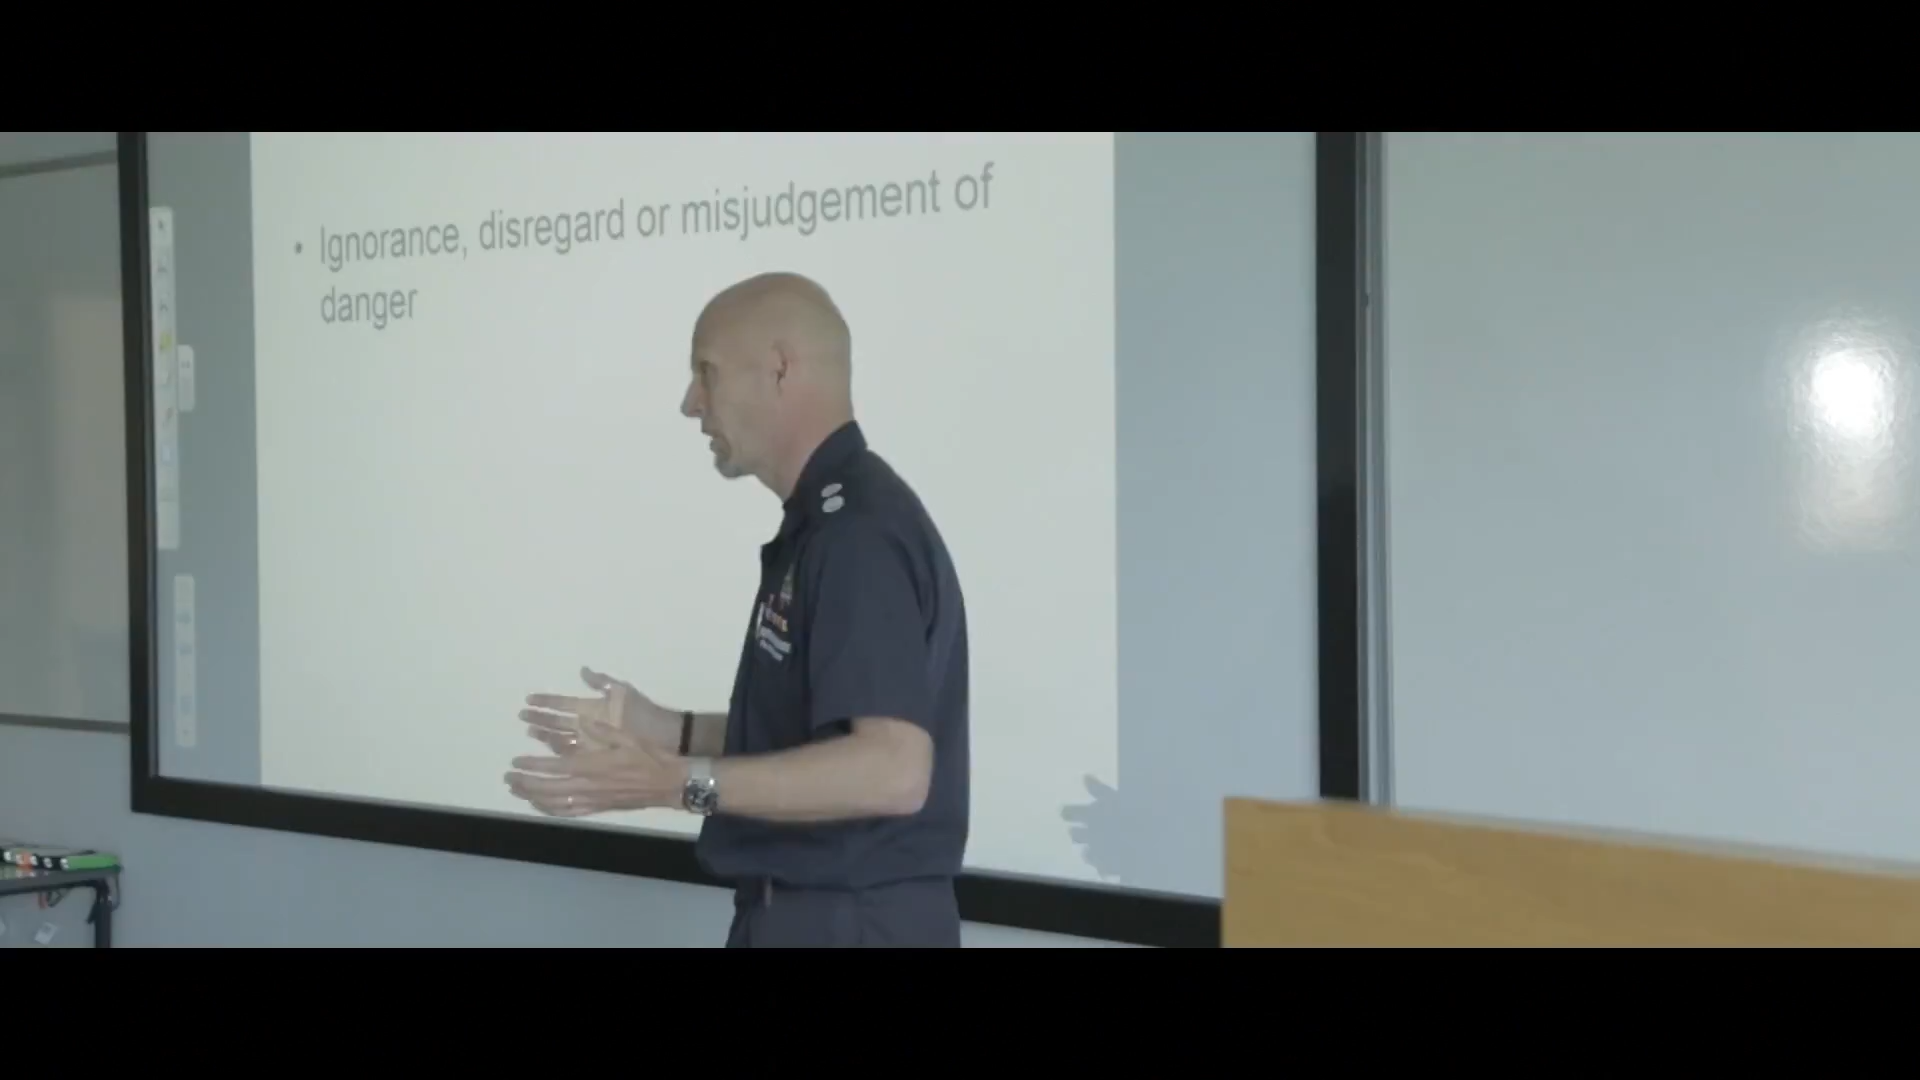 • Ignorance, disregard or misjudgement of
danger